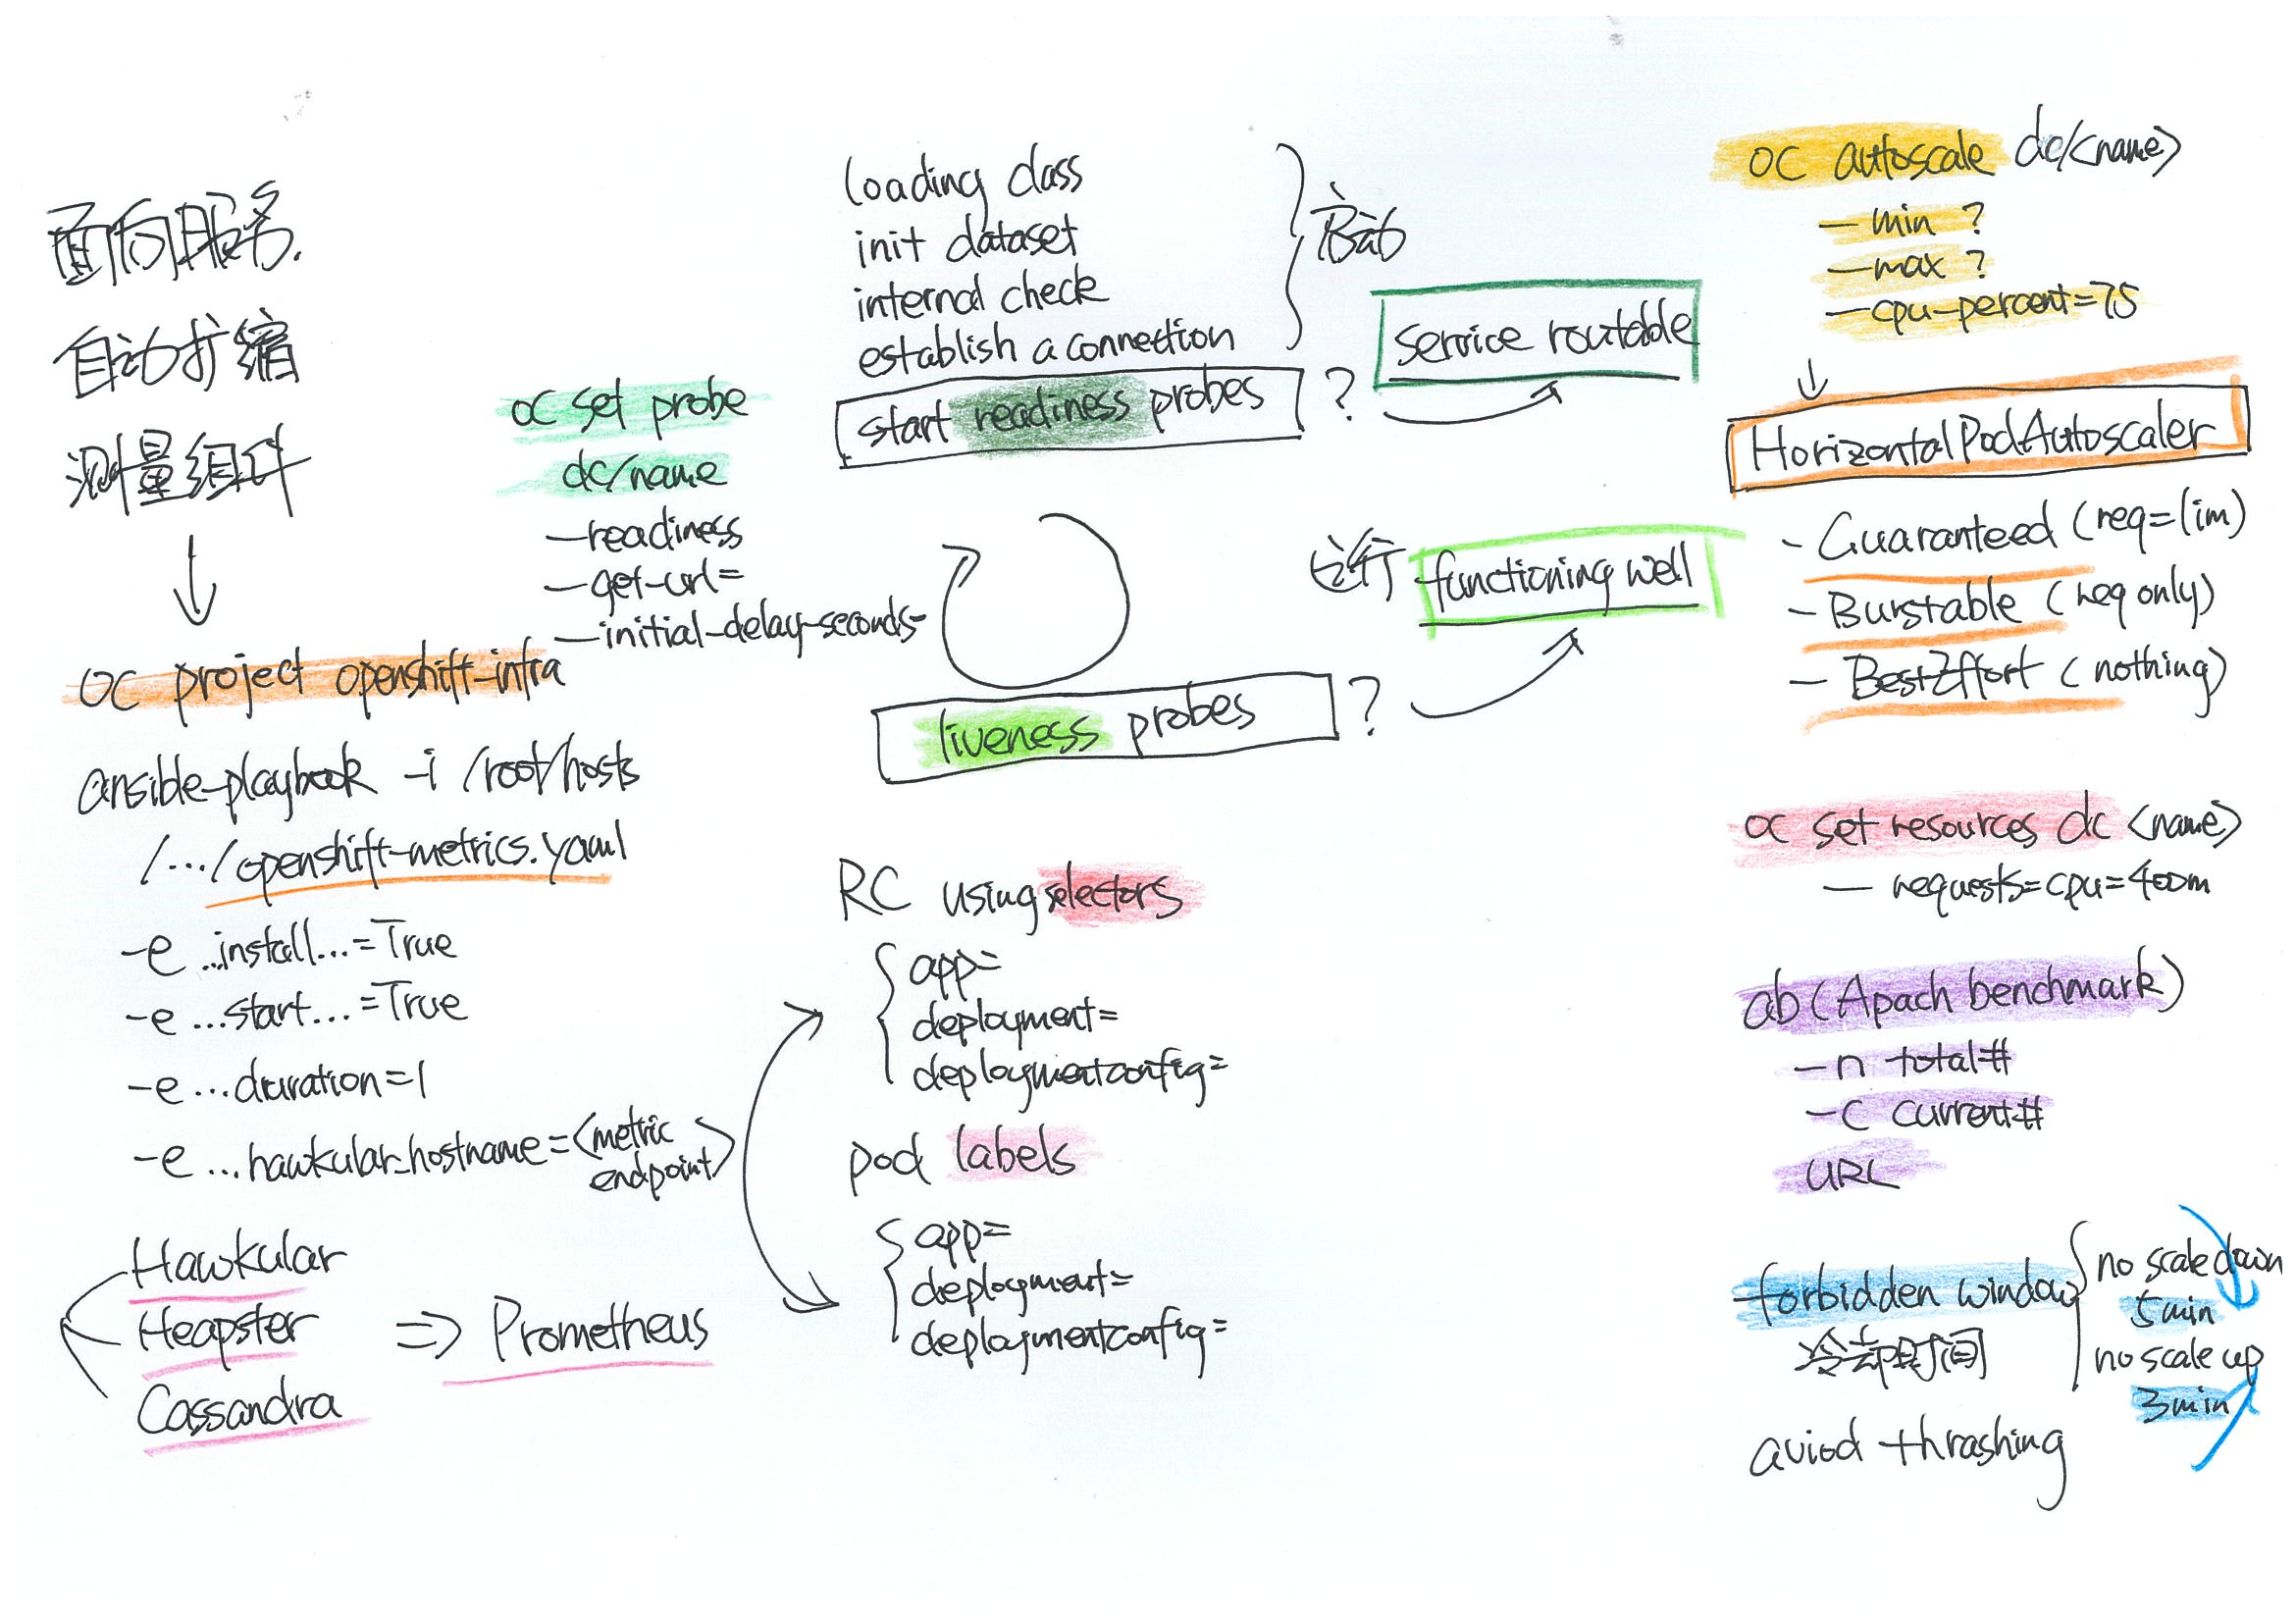 面向服务.
自动扩缩
测量组件
oc project openshift-infra
ansible-playbook -i /root/hosts
/.../openshift-metrics.yaml
-e ...install...=True
-e ...start...=True
-e ...duration=1
-e ...hawkular_hostname=<metric
endpoint>
Hawkular
Heapster
Cassandra
=> Prometheus
oc set probe
dc/name
-readiness
-get-url=
-initial-delay-seconds=
loading class
init dataset
internal check
establish a connection
启动
start readiness probes ?
service routable
liveness probes ?
运行
functioning well
RC using selectors
app=
deployment=
deploymentconfig=
pod labels
app=
deployment=
deploymentconfig=
oc autoscale dc/<name>
-min ?
-max ?
-cpu-percent=75
HorizontalPodAutoscaler
- Guaranteed (req=lim)
- Burstable (req only)
- BestEffort (nothing)
oc set resources dc <name>
- requests=cpu=400m
ab (Apach benchmark)
-n total#
-c current#
URL
forbidden window
冷却时间
no scale down
5min
no scale up
3min
aviod thrashing